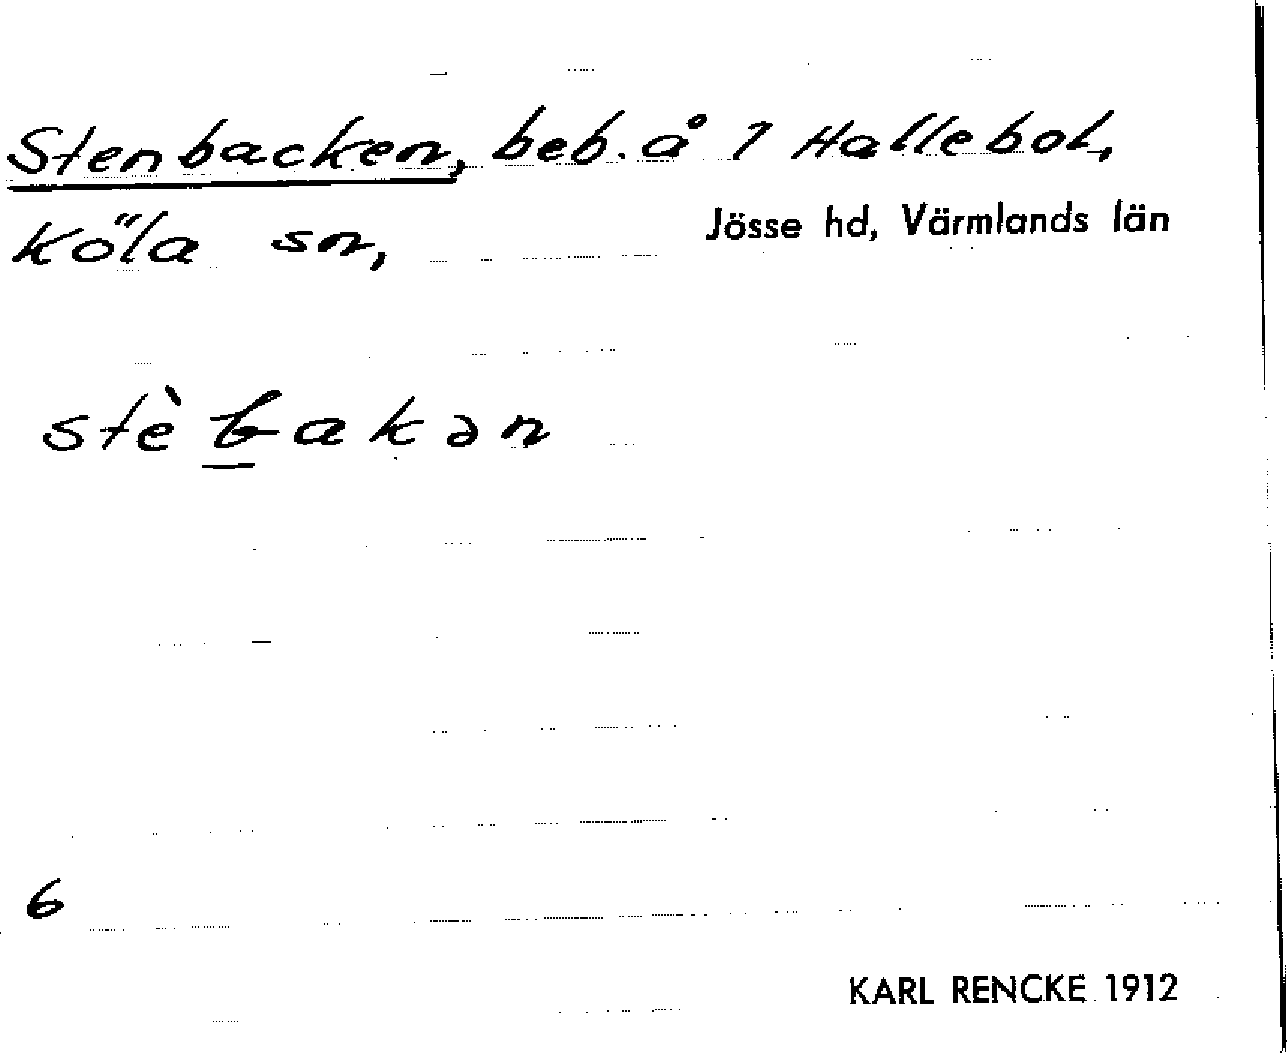 Stenbacken, beb. å 1 Hallebol,
Köla sn, Jösse hd, Värmlands län
stèbakən
6
KARL RENCKE 1912